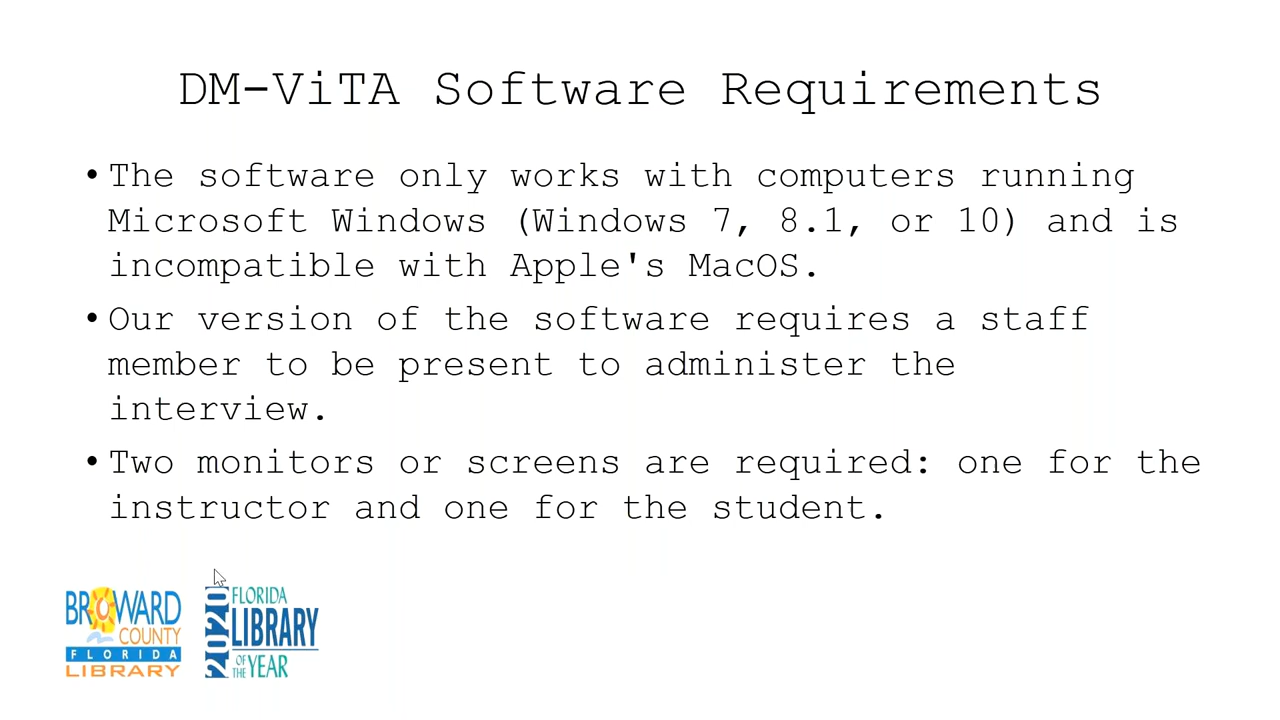 DM-ViTA Software Requirements
• The software only works with computers running
Microsoft Windows (Windows 7, 8.1, or 10) and is
incompatible with Apple's MacOS.
• Our version of the software requires a staff
member to be present to administer the
interview.
• Two monitors or screens are required: one for the
instructor and one for the student.
BROWARD
COUNTY
FLORIDA
LIBRARY
2020
FLORIDA
LIBRARY
OF THE YEAR